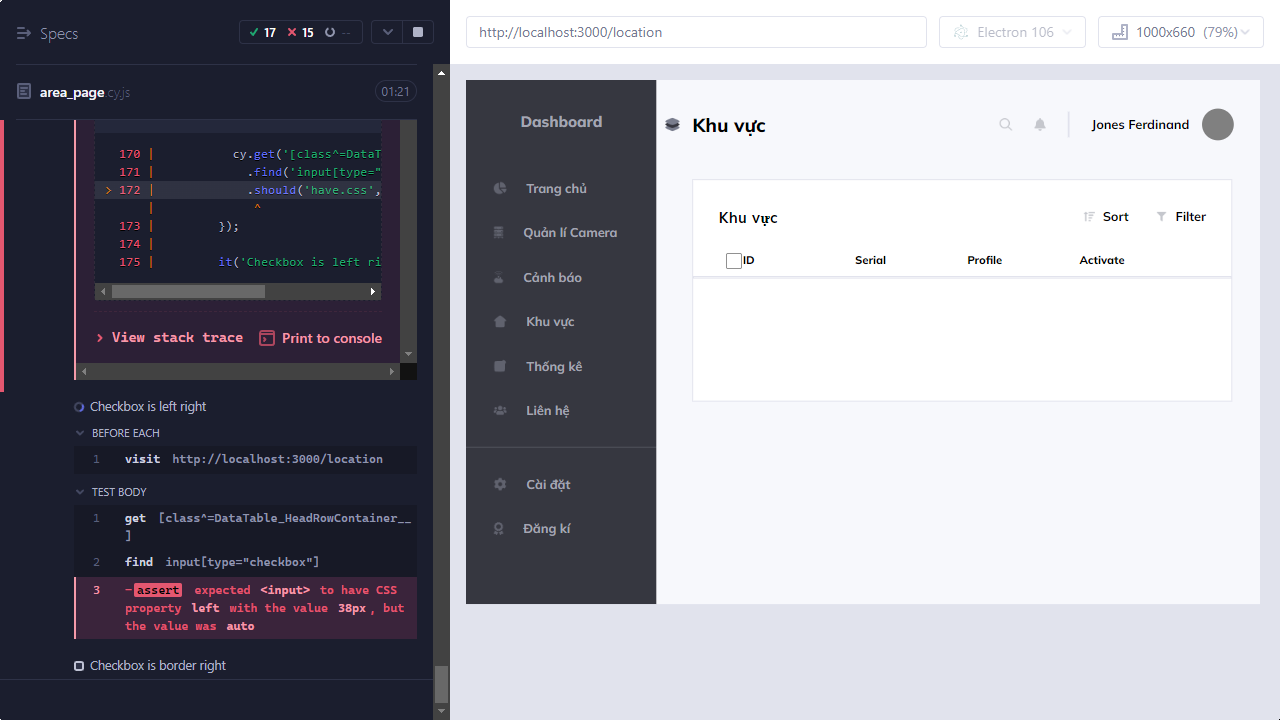 Specs
17
15
--
area_page.cy.js
01:21
170 | cy.get('[class^=DataT
171 | .find('input[type="
> 172 | .should('have.css',
| ^
173 | });
174 |
175 | it('Checkbox is left ri
View stack trace
Print to console
Checkbox is left right
BEFORE EACH
1 visit http://localhost:3000/location
TEST BODY
1 get [class^=DataTable_HeadRowContainer__
]
2 find input[type="checkbox"]
3 -assert expected <input> to have CSS
property left with the value 38px, but
the value was auto
Checkbox is border right
http://localhost:3000/location
Electron 106
1000x660 (79%)
Dashboard
Trang chủ
Quản lí Camera
Cảnh báo
Khu vực
Thống kê
Liên hệ
Cài đặt
Đăng kí
Khu vực
Jones Ferdinand
Khu vực
Sort
Filter
ID
Serial
Profile
Activate